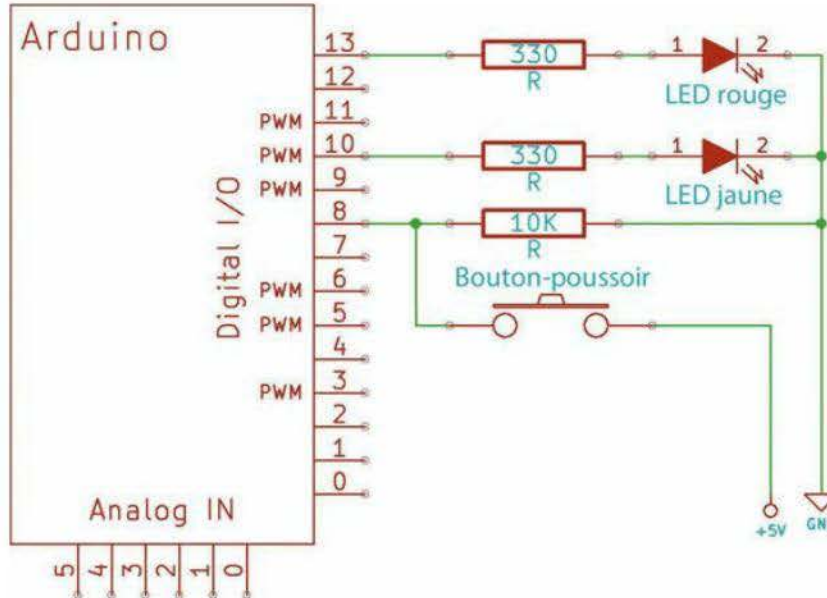 Arduino
13
330
R
1
2
LED rouge
12
PWM 11
PWM 10
330
R
1
2
LED jaune
PWM 9
8
10K
R
7
Bouton-poussoir
PWM 6
PWM 5
4
PWM 3
2
1
0
Digital I/O
Analog IN
5 4 3 2 1 0
+5V
GN